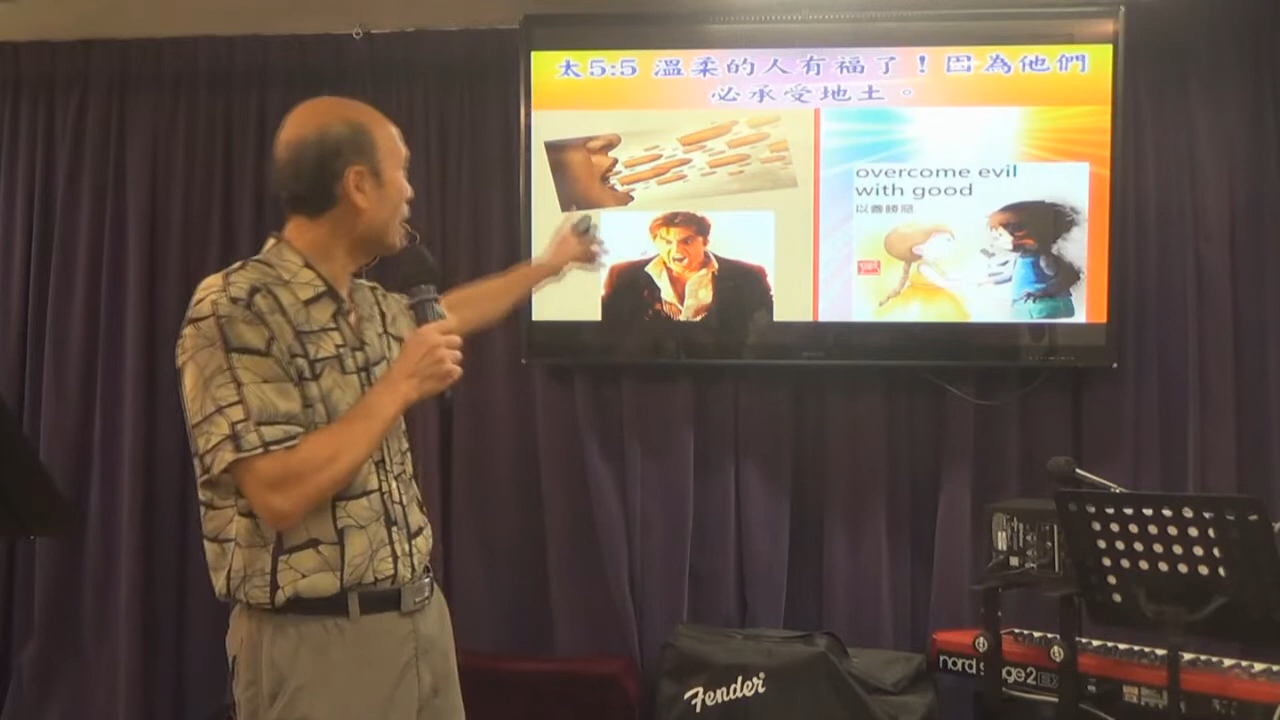 太5:5 溫柔的人有福了！因為他們
必承受地土。
overcome evil
with good
以善勝惡
Fender
nord stage 2 EX